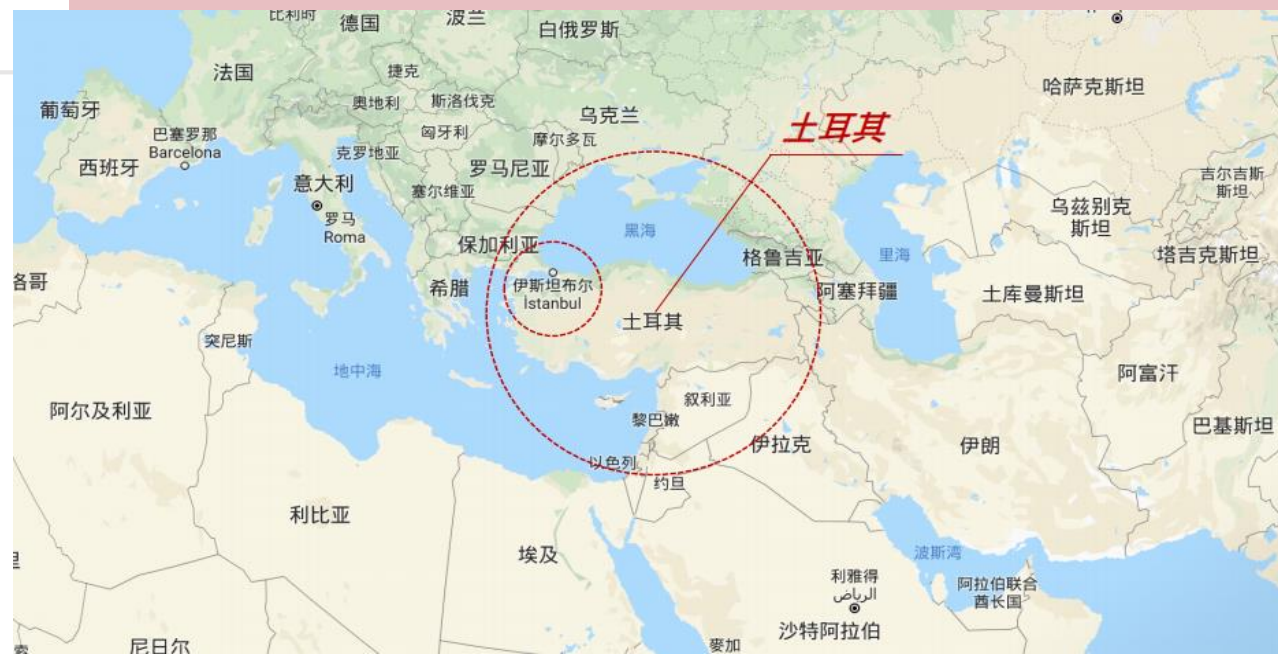 比利时
德国
波兰
白俄罗斯
法国
捷克
哈萨克斯坦
葡萄牙
奥地利
斯洛伐克
乌克兰
土耳其
巴塞罗那
Barcelona
匈牙利
摩尔多瓦
西班牙
克罗地亚
罗马尼亚
吉尔吉斯
斯坦
意大利
塞尔维亚
乌兹别克
斯坦
罗马
Roma
黑海
保加利亚
格鲁吉亚
里海
塔吉克斯坦
洛哥
希腊
伊斯坦布尔
İstanbul
阿塞拜疆
土库曼斯坦
土耳其
突尼斯
地中海
阿富汗
阿尔及利亚
叙利亚
黎巴嫩
巴基斯坦
伊拉克
伊朗
以色列
约旦
利比亚
埃及
波斯湾
利雅得
الرياض
阿拉伯联合
酋长国
沙特阿拉伯
尼日尔
麥加